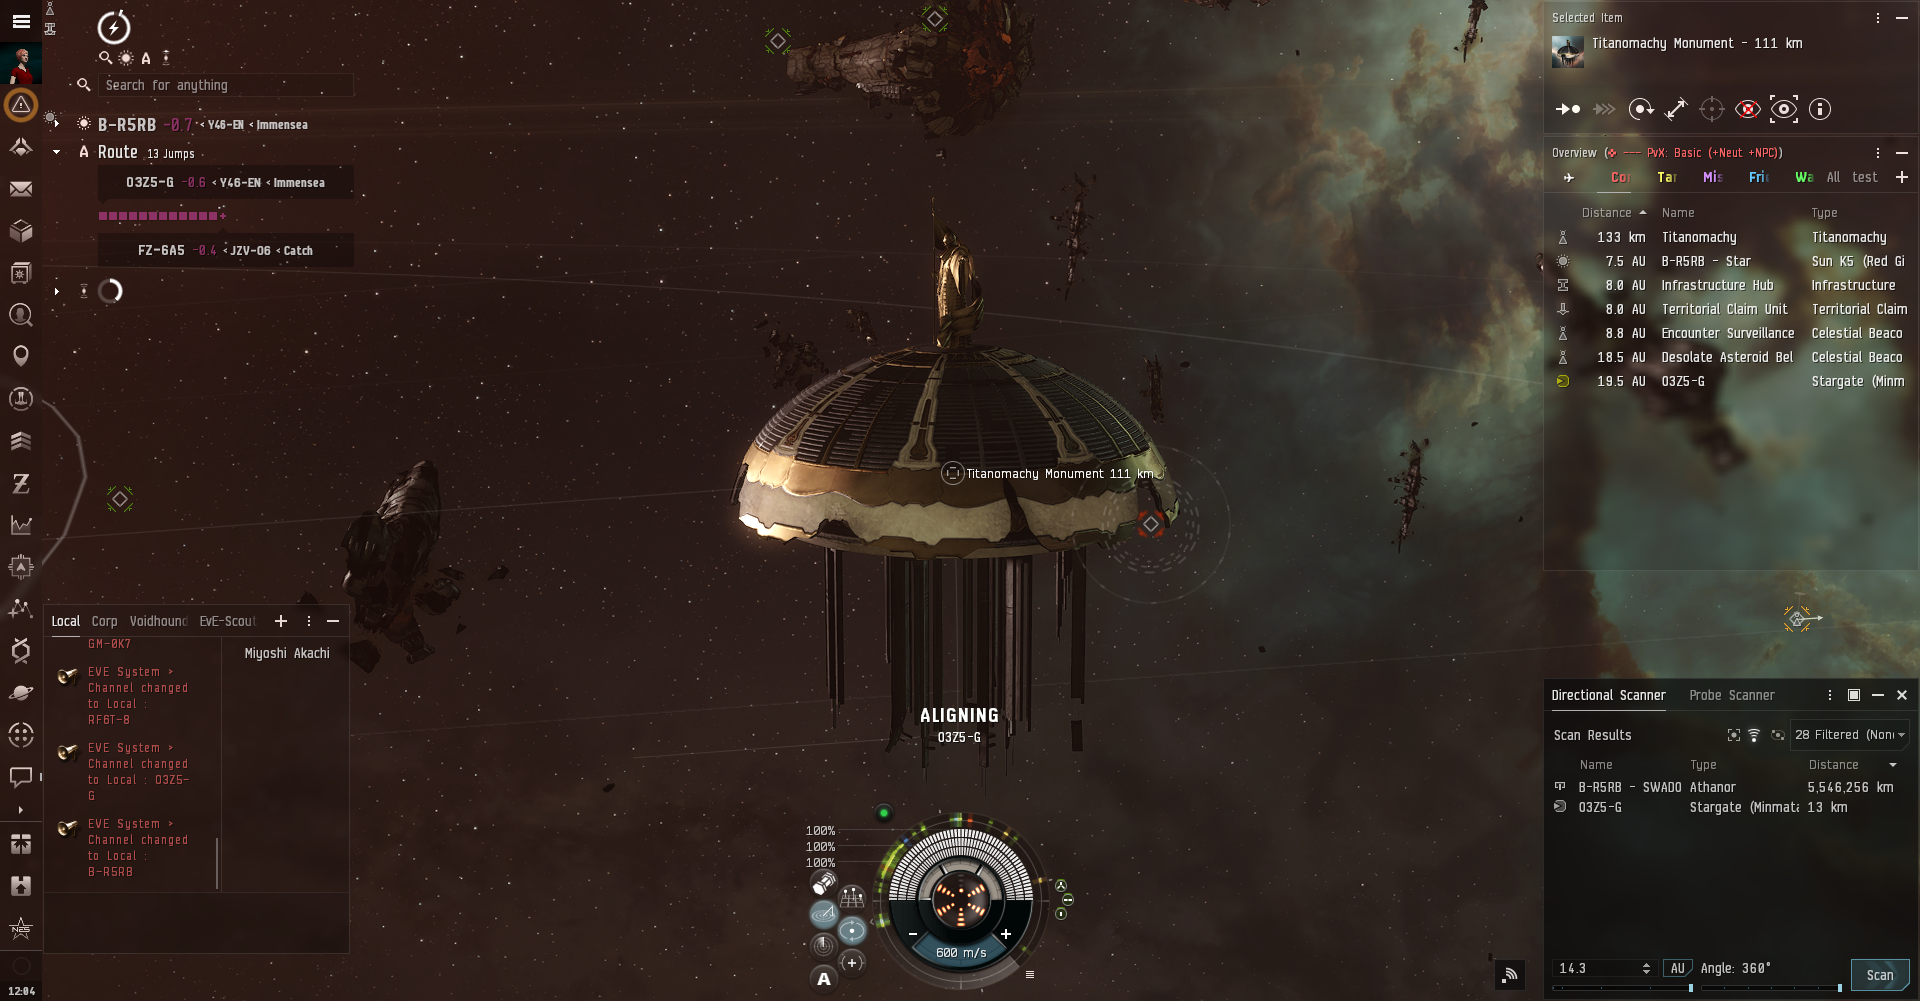 Search for anything
B-R5RB -0.7 < Y46-EN < Immensea
A Route 13 Jumps
O3Z5-G -0.6 < Y46-EN < Immensea
FZ-6A5 -0.4 < JZV-O6 < Catch
Local Corp Voidhound EvE-Scout
GM-0K7
Miyoshi Akachi
EVE System >
Channel changed
to Local :
RF6T-8
EVE System >
Channel changed
to Local : O3Z5-
G
EVE System >
Channel changed
to Local :
B-R5RB
12:04
Titanomachy Monument 111 km
ALIGNING
O3Z5-G
100%
100%
100%
600 m/s
A
Selected Item
Titanomachy Monument - 111 km
Overview (--- PvX: Basic (+Neut +NPC))
Tar Mis Fri Wa All test
Distance Name Type
133 km Titanomachy Titanomachy
7.5 AU B-R5RB - Star Sun K5 (Red Gi
8.0 AU Infrastructure Hub Infrastructure
8.0 AU Territorial Claim Unit Territorial Claim
8.8 AU Encounter Surveillance Celestial Beaco
18.5 AU Desolate Asteroid Bel Celestial Beaco
19.5 AU O3Z5-G Stargate (Minm
Directional Scanner Probe Scanner
Scan Results 28 Filtered (Non
Name Type Distance
B-R5RB - SWADO Athanor 5,546,256 km
O3Z5-G Stargate (Minmata 13 km
14.3 AU Angle: 360°
Scan